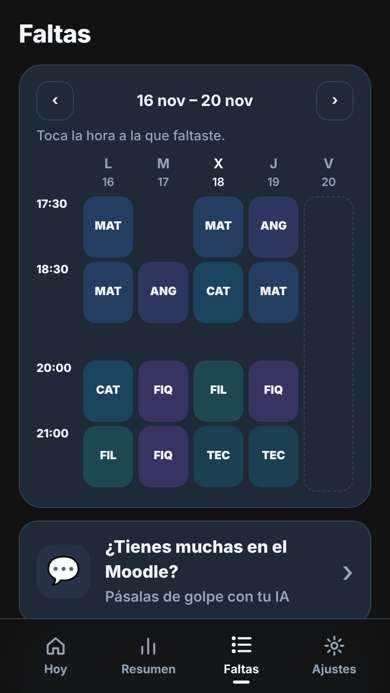 Faltas
‹ 16 nov – 20 nov ›
Toca la hora a la que faltaste.
L M X J V
16 17 18 19 20
17:30 MAT MAT ANG
18:30 MAT ANG CAT MAT
20:00 CAT FIQ FIL FIQ
21:00 FIL FIQ TEC TEC
¿Tienes muchas en el
Moodle?
Pásalas de golpe con tu IA
Hoy Resumen Faltas Ajustes